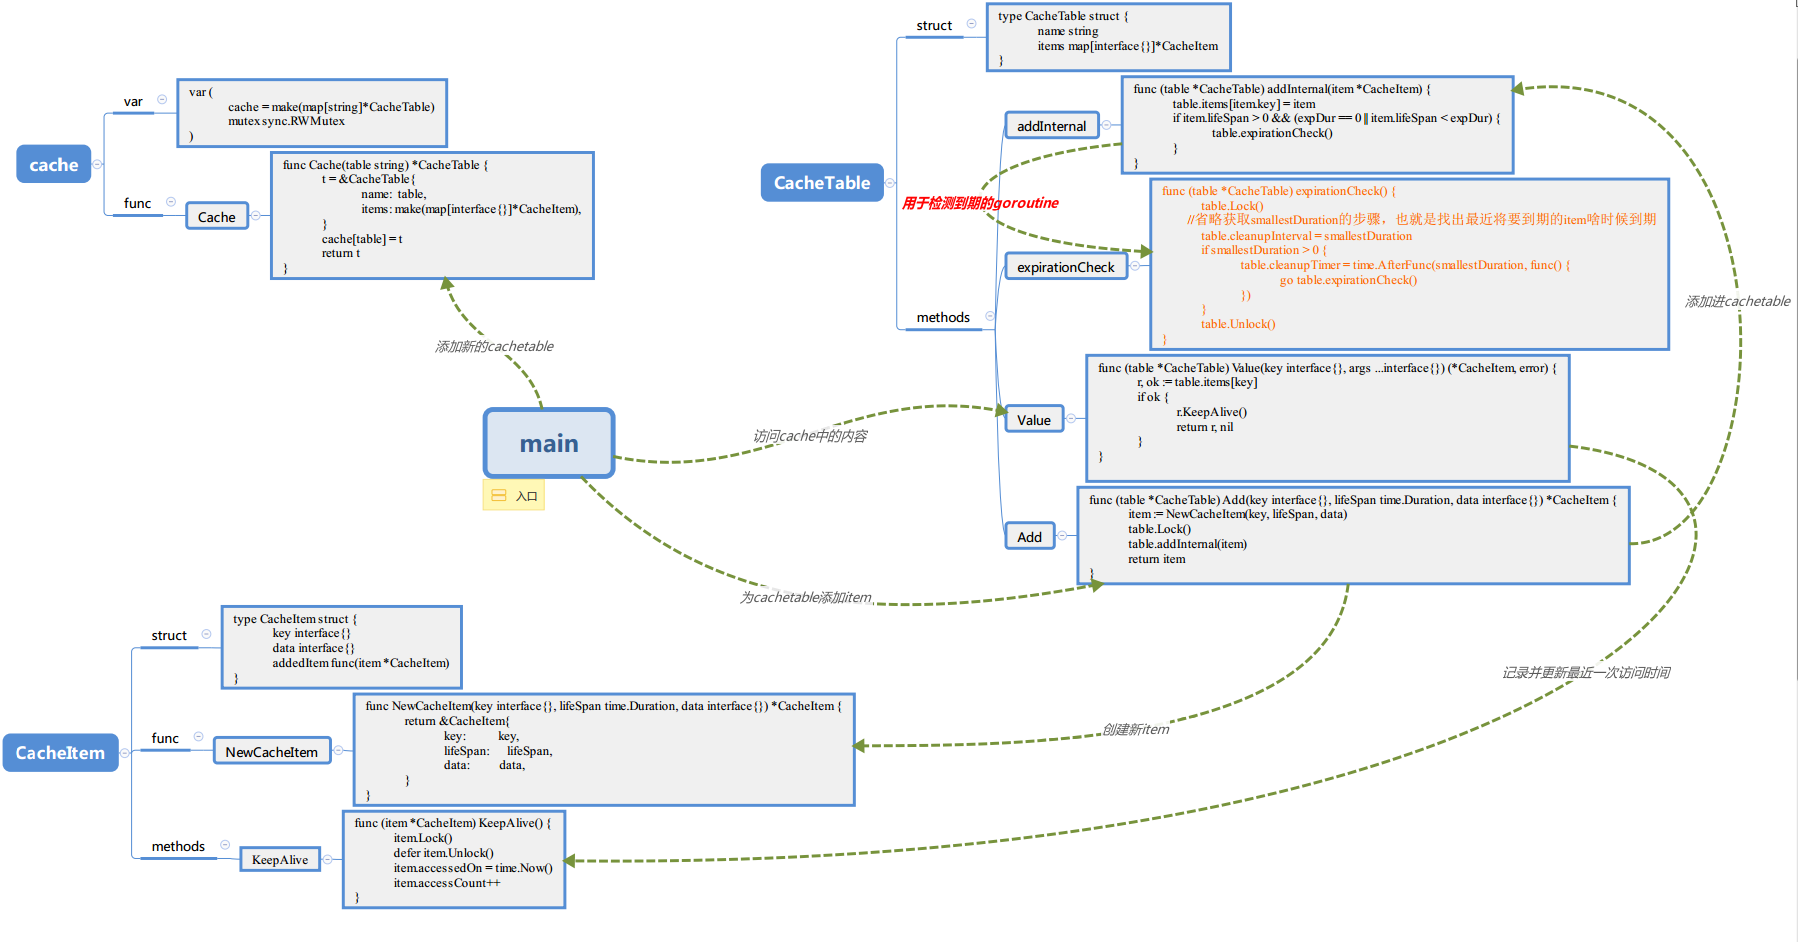 cache
var
var (
cache = make(map[string]*CacheTable)
mutex sync.RWMutex
)
func
Cache
func Cache(table string) *CacheTable {
t = &CacheTable{
name: table,
items: make(map[interface{}]*CacheItem),
}
cache[table] = t
return t
}
添加新的cachetable
main
入口
访问cache中的内容
为cachetable添加item
CacheTable
struct
type CacheTable struct {
name string
items map[interface{}]*CacheItem
}
methods
addInternal
func (table *CacheTable) addInternal(item *CacheItem) {
table.items[item.key] = item
if item.lifeSpan > 0 && (expDur == 0 || item.lifeSpan < expDur) {
table.expirationCheck()
}
}
用于检测到期的goroutine
expirationCheck
func (table *CacheTable) expirationCheck() {
table.Lock()
//省略获取smallestDuration的步骤，也就是找出最近将要到期的item啥时候到期
table.cleanupInterval = smallestDuration
if smallestDuration > 0 {
table.cleanupTimer = time.AfterFunc(smallestDuration, func() {
go table.expirationCheck()
})
}
table.Unlock()
}
添加进cachetable
Value
func (table *CacheTable) Value(key interface{}, args ...interface{}) (*CacheItem, error) {
r, ok := table.items[key]
if ok {
r.KeepAlive()
return r, nil
}
}
Add
func (table *CacheTable) Add(key interface{}, lifeSpan time.Duration, data interface{}) *CacheItem {
item := NewCacheItem(key, lifeSpan, data)
table.Lock()
table.addInternal(item)
return item
}
记录并更新最近一次访问时间
创建新item
CacheItem
struct
type CacheItem struct {
key interface{}
data interface{}
addedItem func(item *CacheItem)
}
func
NewCacheItem
func NewCacheItem(key interface{}, lifeSpan time.Duration, data interface{}) *CacheItem {
return &CacheItem{
key: key,
lifeSpan: lifeSpan,
data: data,
}
}
methods
KeepAlive
func (item *CacheItem) KeepAlive() {
item.Lock()
defer item.Unlock()
item.accessedOn = time.Now()
item.accessCount++
}